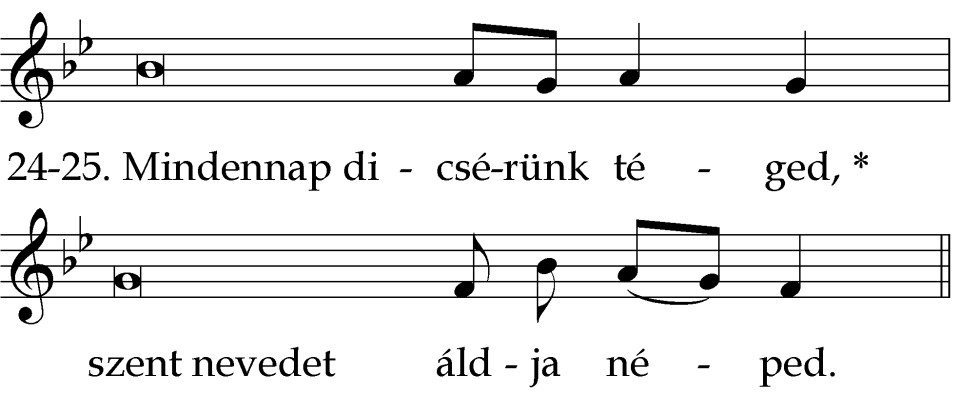 24-25. Mindennap di - csé-rünk té - ged, *
szent nevedet áld - ja né - ped.